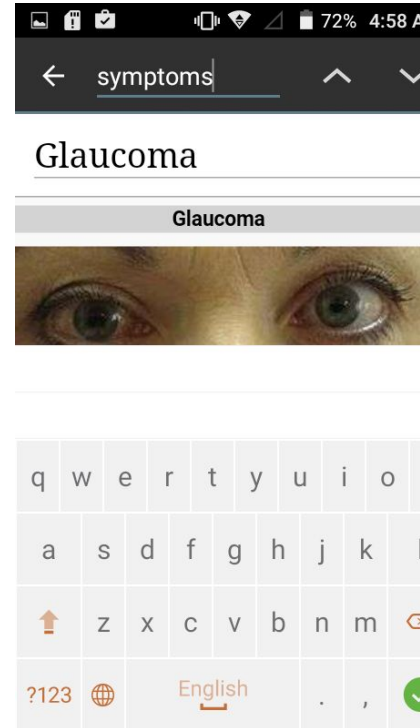 72% 4:58 A
symptoms
Glaucoma
Glaucoma
q w e r t y u i o
a s d f g h j k
z x c v b n m
?123 English . ,